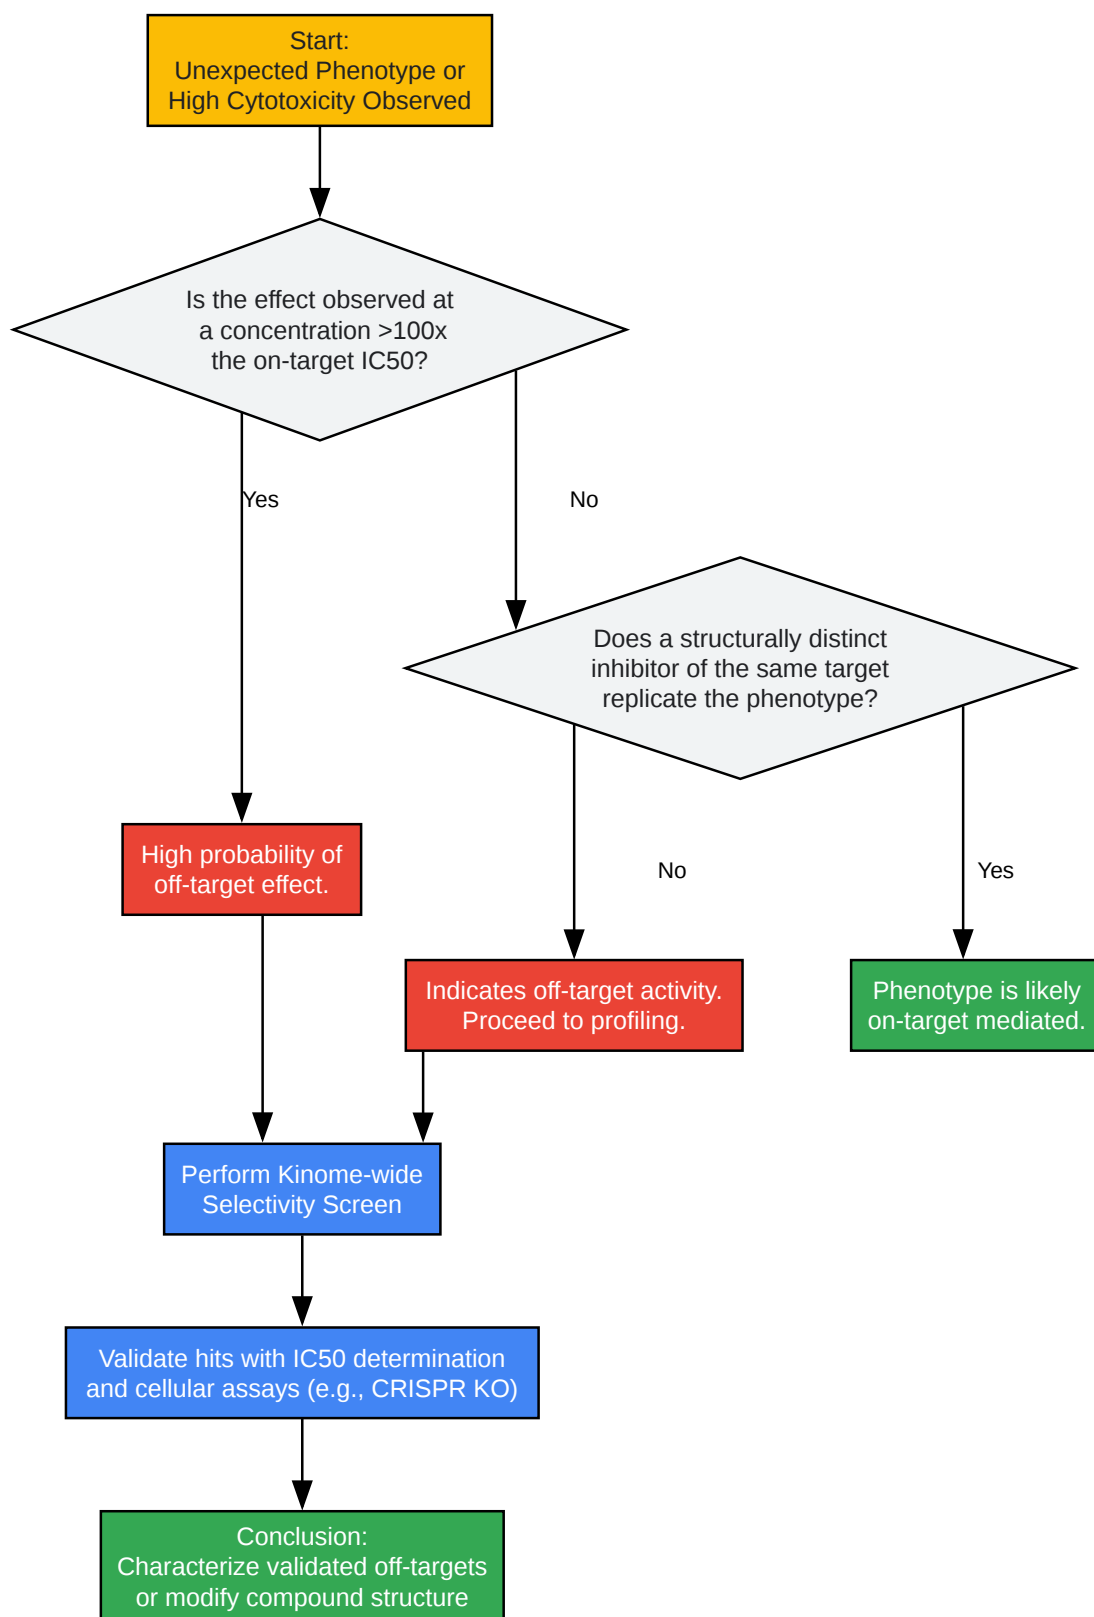 Start:
Unexpected Phenotype or
High Cytotoxicity Observed
Is the effect observed at
a concentration >100x
the on-target IC50?
Yes
No
Does a structurally distinct
inhibitor of the same target
replicate the phenotype?
High probability of
off-target effect.
No
Yes
Indicates off-target activity.
Proceed to profiling.
Phenotype is likely
on-target mediated.
Perform Kinome-wide
Selectivity Screen
Validate hits with IC50 determination
and cellular assays (e.g., CRISPR KO)
Conclusion:
Characterize validated off-targets
or modify compound structure